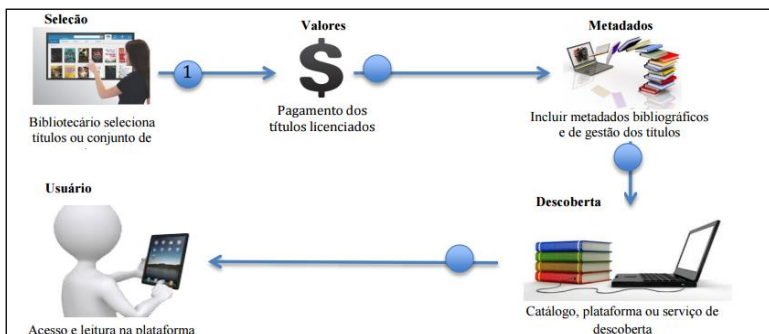 Seleção
Valores
Metadados
1
$
Bibliotecário seleciona
títulos ou conjunto de
Pagamento dos
títulos licenciados
Incluir metadados bibliográficos
e de gestão dos títulos
Usuário
Descoberta
Acesso e leitura na plataforma
Catálogo, plataforma ou serviço de
descoberta